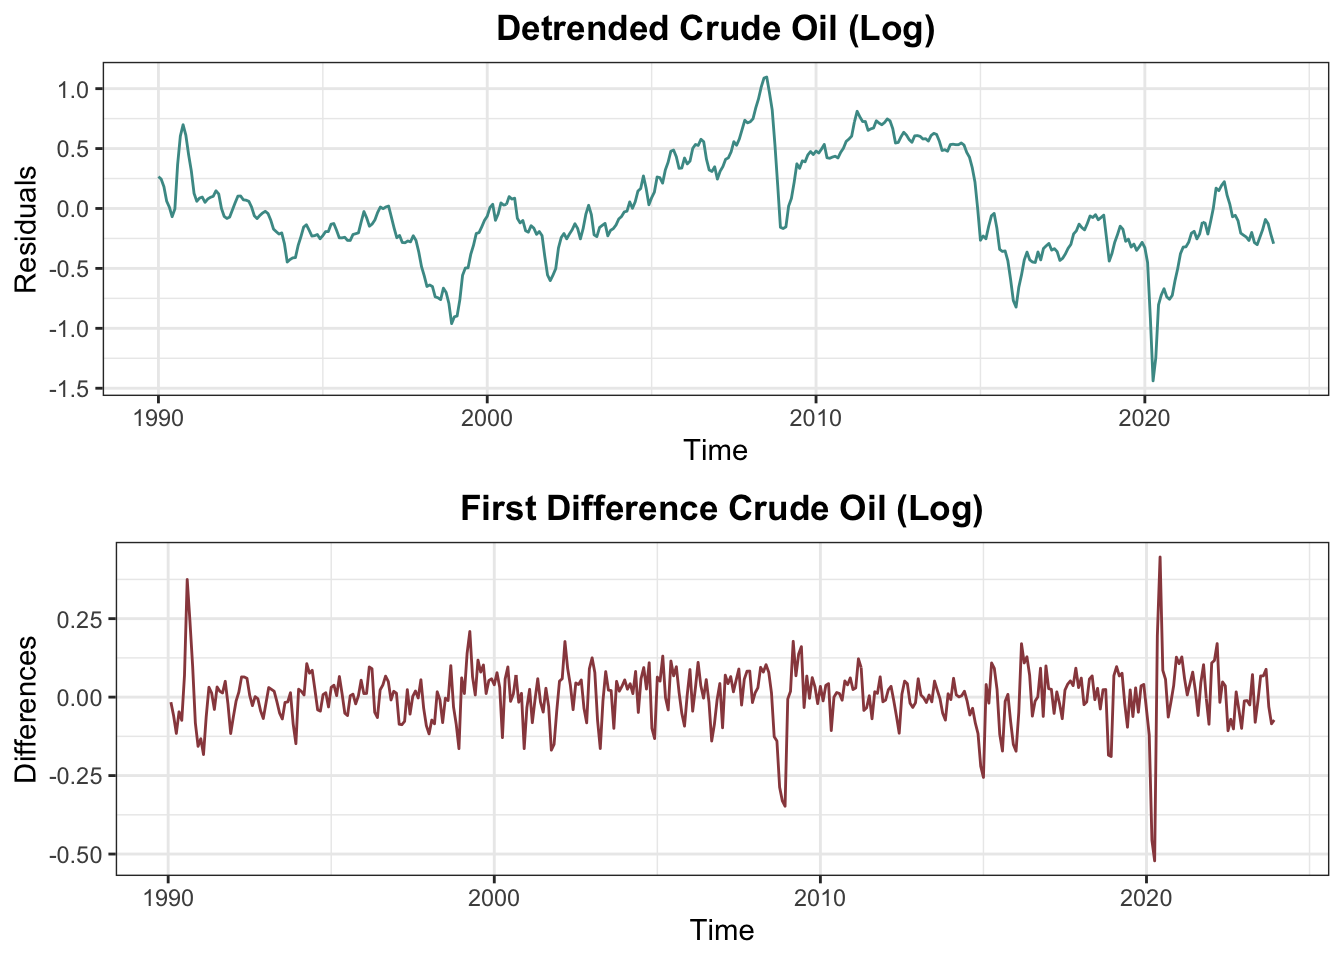 Detrended Crude Oil (Log)
Residuals
1.0
0.5
0.0
-0.5
-1.0
-1.5
1990 2000 2010 2020
Time
First Difference Crude Oil (Log)
Differences
0.25
0.00
-0.25
-0.50
1990 2000 2010 2020
Time